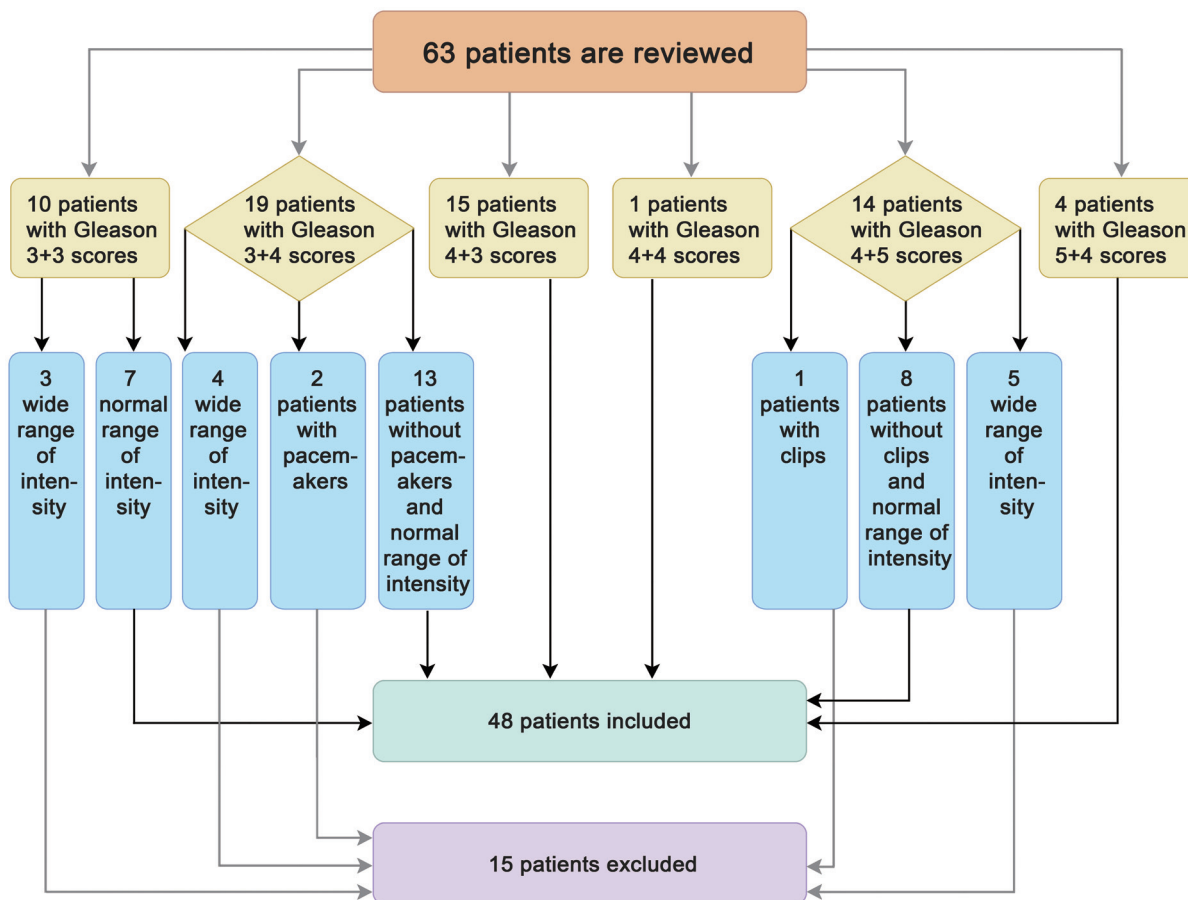 63 patients are reviewed
10 patients
with Gleason
3+3 scores
19 patients
with Gleason
3+4 scores
15 patients
with Gleason
4+3 scores
1 patients
with Gleason
4+4 scores
14 patients
with Gleason
4+5 scores
4 patients
with Gleason
5+4 scores
3
wide
range
of
inten-
sity
7
normal
range
of
inten-
sity
4
wide
range
of
inten-
sity
2
patients
with
pacem-
akers
13
patients
without
pacem-
akers
and
normal
range of
intensity
1
patients
with
clips
8
patients
without
clips
and
normal
range of
intensity
5
wide
range
of
inten-
sity
48 patients included
15 patients excluded